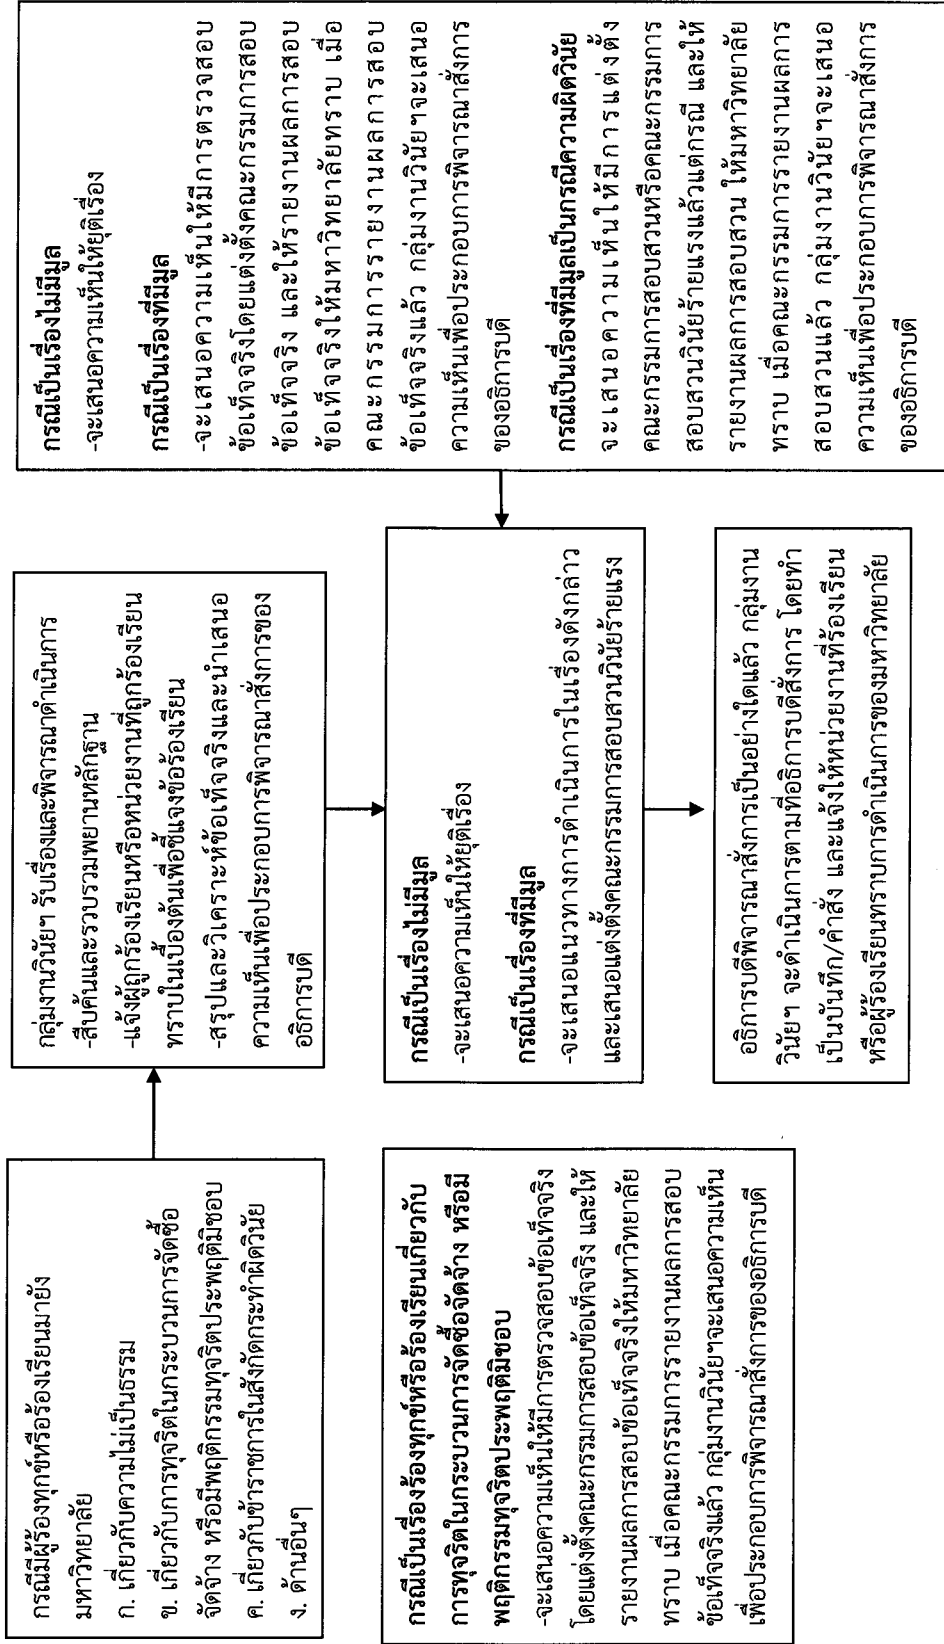 กรณีมีผู้ร้องทุกข์หรือร้องเรียนมายัง
มหาวิทยาลัย
ก. เกี่ยวกับความไม่เป็นธรรม
ข. เกี่ยวกับการทุจริตในกระบวนการจัดซื้อ
จัดจ้าง หรือมีพฤติกรรมทุจริตประพฤติมิชอบ
ค. เกี่ยวกับข้าราชการในสังกัดกระทำผิดวินัย
ง. ด้านอื่นๆ
กลุ่มงานวินัยฯ รับเรื่องและพิจารณาดำเนินการ
-สืบค้นและรวบรวมพยานหลักฐาน
-แจ้งผู้ถูกร้องเรียนหรือหน่วยงานที่ถูกร้องเรียน
ทราบในเบื้องต้นเพื่อชี้แจงข้อร้องเรียน
-สรุปและวิเคราะห์ข้อเท็จจริงและนำเสนอ
ความเห็นเพื่อประกอบการพิจารณาสั่งการของ
อธิการบดี
กรณีเป็นเรื่องไม่มีมูล
-จะเสนอความเห็นให้ยุติเรื่อง
กรณีเป็นเรื่องที่มีมูล
-จะเสนอความเห็นให้มีการตรวจสอบ
ข้อเท็จจริงโดยแต่งตั้งคณะกรรมการสอบ
ข้อเท็จจริง และให้รายงานผลการสอบ
ข้อเท็จจริงให้มหาวิทยาลัยทราบ เมื่อ
คณะกรรมการรายงานผลการสอบ
ข้อเท็จจริงแล้ว กลุ่มงานวินัยฯจะเสนอ
ความเห็นเพื่อประกอบการพิจารณาสั่งการ
ของอธิการบดี
กรณีเป็นเรื่องที่มีมูลเป็นกรณีความผิดวินัย
จะเสนอความเห็นให้มีการแต่งตั้ง
คณะกรรมการสอบสวนหรือคณะกรรมการ
สอบสวนวินัยร้ายแรงแล้วแต่กรณี และให้
รายงานผลการสอบสวน ให้มหาวิทยาลัย
ทราบ เมื่อคณะกรรมการรายงานผลการ
สอบสวนแล้ว กลุ่มงานวินัยฯจะเสนอ
ความเห็นเพื่อประกอบการพิจารณาสั่งการ
ของอธิการบดี
กรณีเป็นเรื่องร้องทุกข์หรือร้องเรียนเกี่ยวกับ
การทุจริตในกระบวนการจัดซื้อจัดจ้าง หรือมี
พฤติกรรมทุจริตประพฤติมิชอบ
-จะเสนอความเห็นให้มีการตรวจสอบข้อเท็จจริง
โดยแต่งตั้งคณะกรรมการสอบข้อเท็จจริง และให้
รายงานผลการสอบข้อเท็จจริงให้มหาวิทยาลัย
ทราบ เมื่อคณะกรรมการรายงานผลการสอบ
ข้อเท็จจริงแล้ว กลุ่มงานวินัยฯจะเสนอความเห็น
เพื่อประกอบการพิจารณาสั่งการของอธิการบดี
กรณีเป็นเรื่องไม่มีมูล
-จะเสนอความเห็นให้ยุติเรื่อง
กรณีเป็นเรื่องที่มีมูล
-จะเสนอแนวทางการดำเนินการในเรื่องดังกล่าว
และเสนอแต่งตั้งคณะกรรมการสอบสวนวินัยร้ายแรง
อธิการบดีพิจารณาสั่งการเป็นอย่างใดแล้ว กลุ่มงาน
วินัยฯ จะดำเนินการตามที่อธิการบดีสั่งการ โดยทำ
เป็นบันทึก/คำสั่ง และแจ้งให้หน่วยงานที่ร้องเรียน
หรือผู้ร้องเรียนทราบการดำเนินการของมหาวิทยาลัย